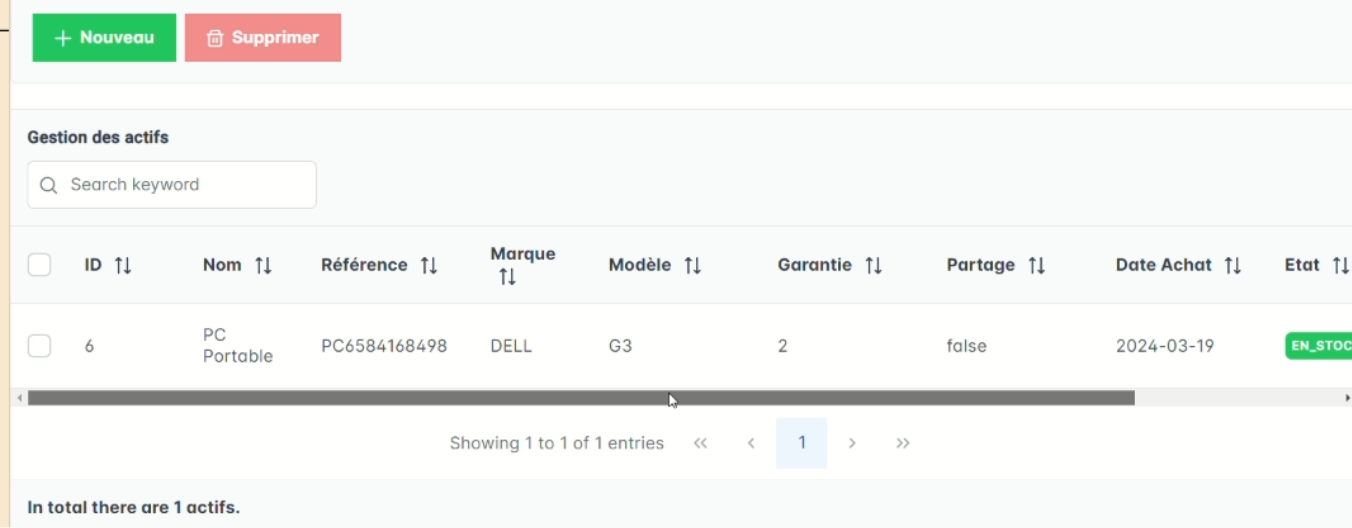 Nouveau Supprimer
Gestion des actifs
Search keyword
ID Nom Référence Marque Modèle Garantie Partage Date Achat Etat
6 PC Portable PC6584168498 DELL G3 2 false 2024-03-19 EN_STOC
Showing 1 to 1 of 1 entries « ‹ 1 › »
In total there are 1 actifs.